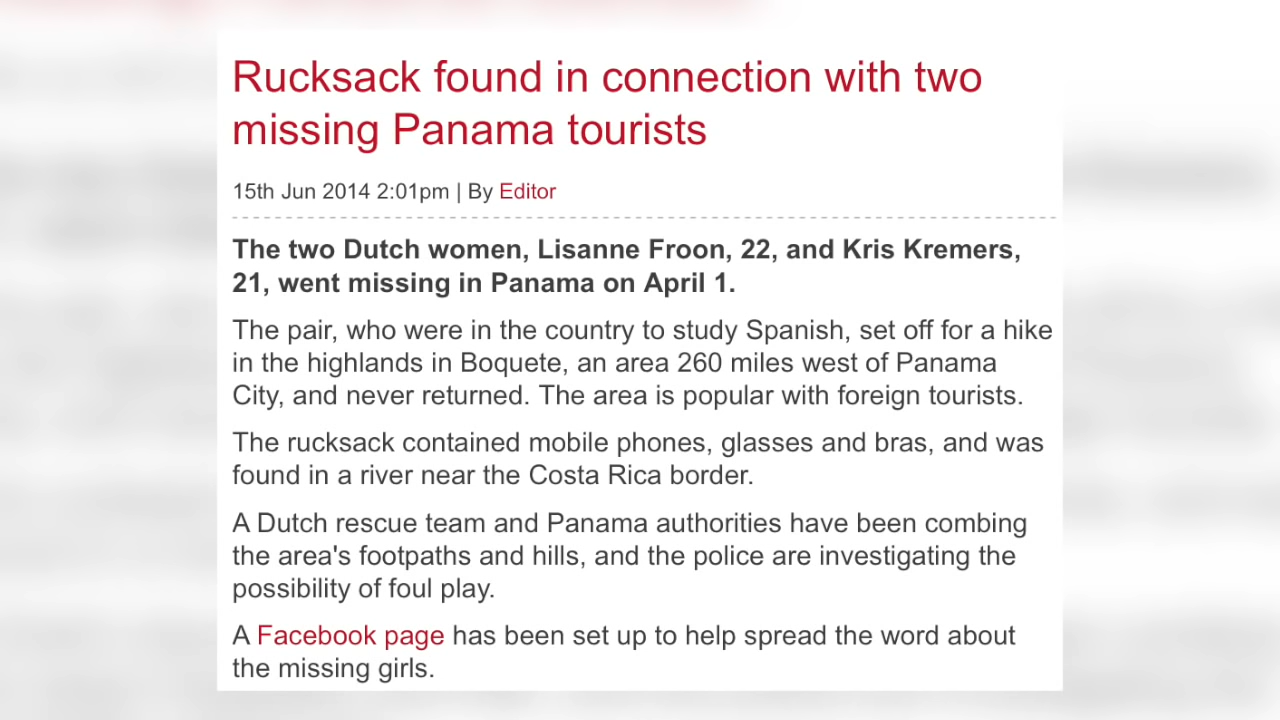 Rucksack found in connection with two
missing Panama tourists
15th Jun 2014 2:01pm | By Editor
The two Dutch women, Lisanne Froon, 22, and Kris Kremers,
21, went missing in Panama on April 1.
The pair, who were in the country to study Spanish, set off for a hike
in the highlands in Boquete, an area 260 miles west of Panama
City, and never returned. The area is popular with foreign tourists.
The rucksack contained mobile phones, glasses and bras, and was
found in a river near the Costa Rica border.
A Dutch rescue team and Panama authorities have been combing
the area's footpaths and hills, and the police are investigating the
possibility of foul play.
A Facebook page has been set up to help spread the word about
the missing girls.